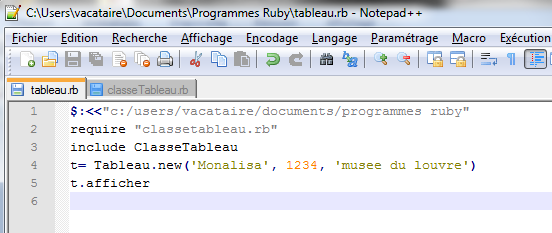 C:\Users\vacataire\Documents\Programmes Ruby\tableau.rb - Notepad++
Fichier Edition Recherche Affichage Encodage Langage Paramétrage Macro Exécution
tableau.rb classeTableau.rb
1 $:<<"c:/users/vacataire/documents/programmes ruby"
2 require "classetableau.rb"
3 include ClasseTableau
4 t= Tableau.new('Monalisa', 1234, 'musee du louvre')
5 t.afficher
6